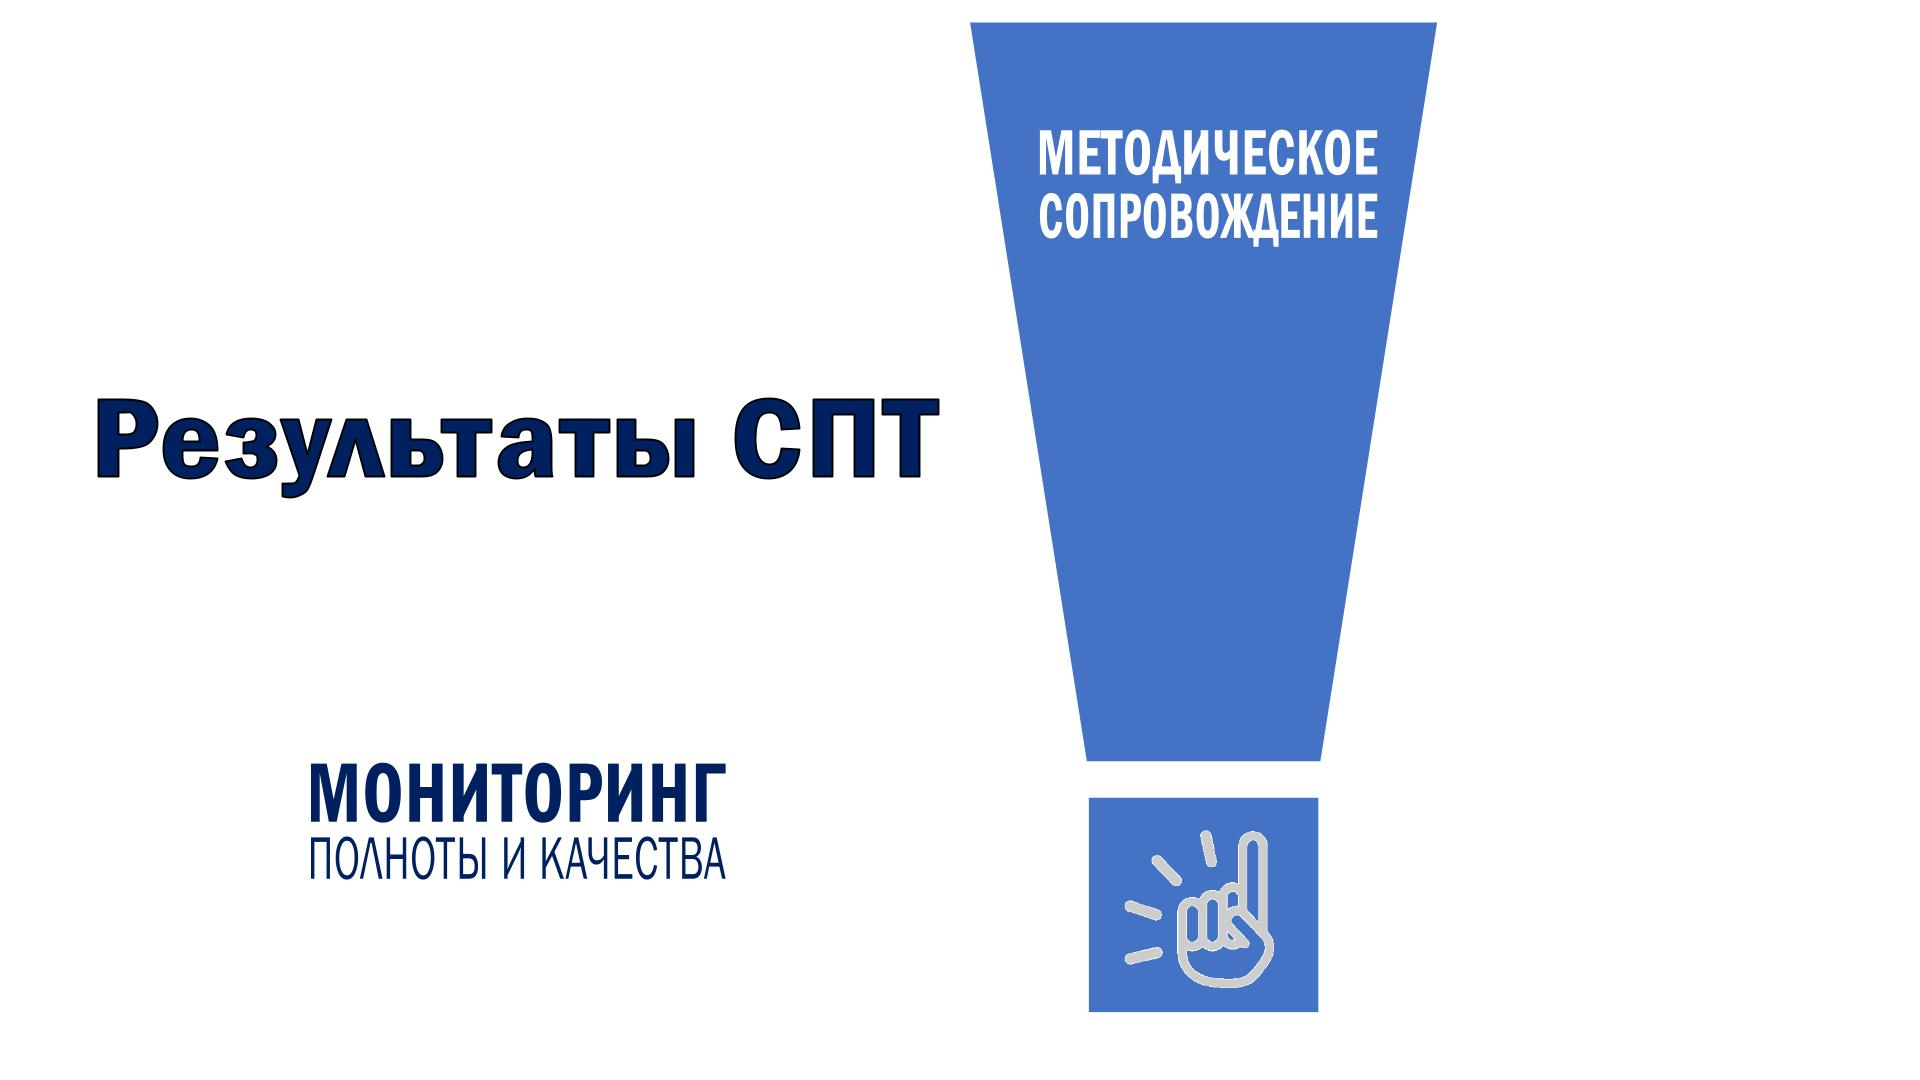 МЕТОДИЧЕСКОЕ
СОПРОВОЖДЕНИЕ
Результаты СПТ
МОНИТОРИНГ
ПОЛНОТЫ И КАЧЕСТВА